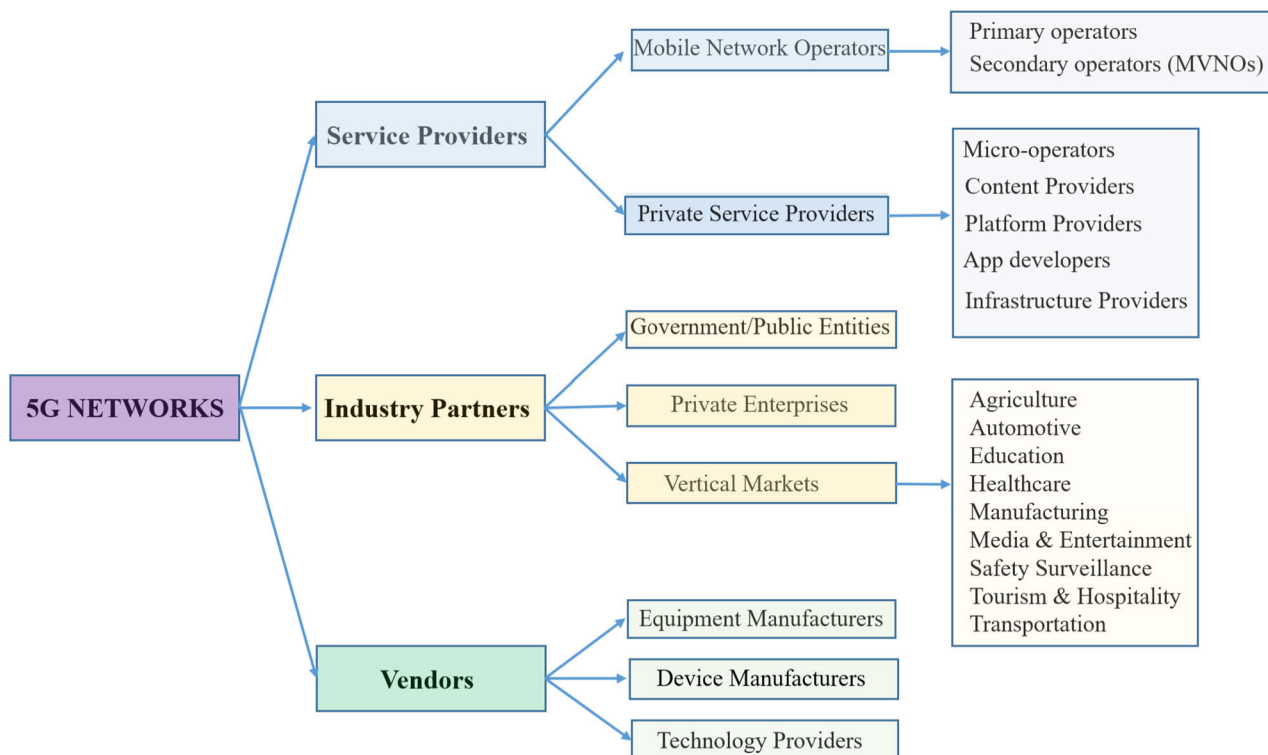 5G NETWORKS
Service Providers
Mobile Network Operators
Primary operators
Secondary operators (MVNOs)
Private Service Providers
Micro-operators
Content Providers
Platform Providers
App developers
Infrastructure Providers
Industry Partners
Government/Public Entities
Private Enterprises
Vertical Markets
Agriculture
Automotive
Education
Healthcare
Manufacturing
Media & Entertainment
Safety Surveillance
Tourism & Hospitality
Transportation
Vendors
Equipment Manufacturers
Device Manufacturers
Technology Providers